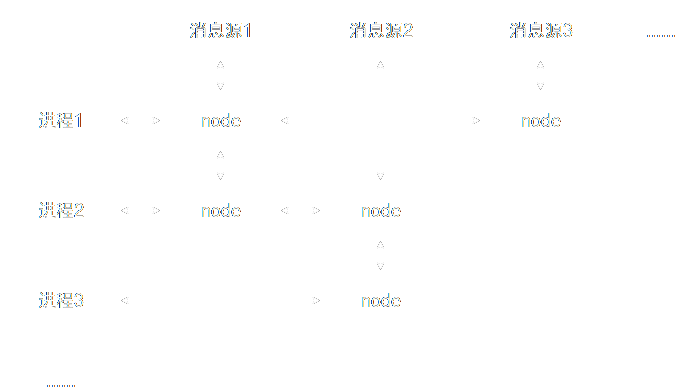 消息源1 消息源2 消息源3 ............
进程1 node node
进程2 node node
进程3 node
............